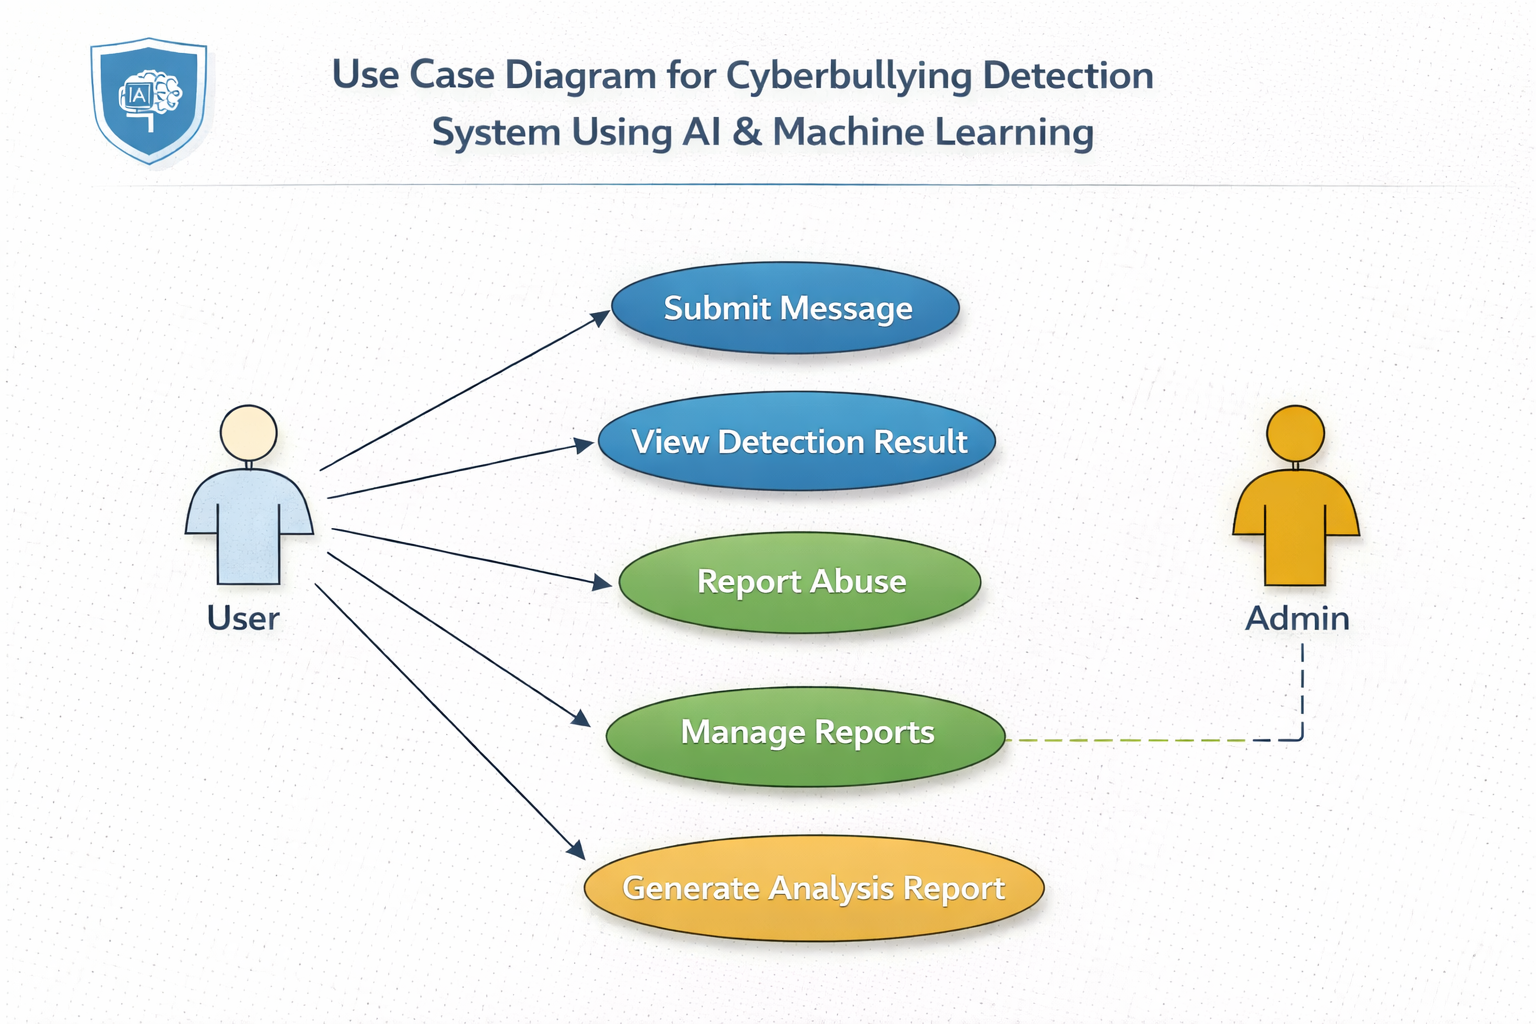 IA
Use Case Diagram for Cyberbullying Detection
System Using AI & Machine Learning
Submit Message
View Detection Result
Report Abuse
User
Admin
Manage Reports
Generate Analysis Report